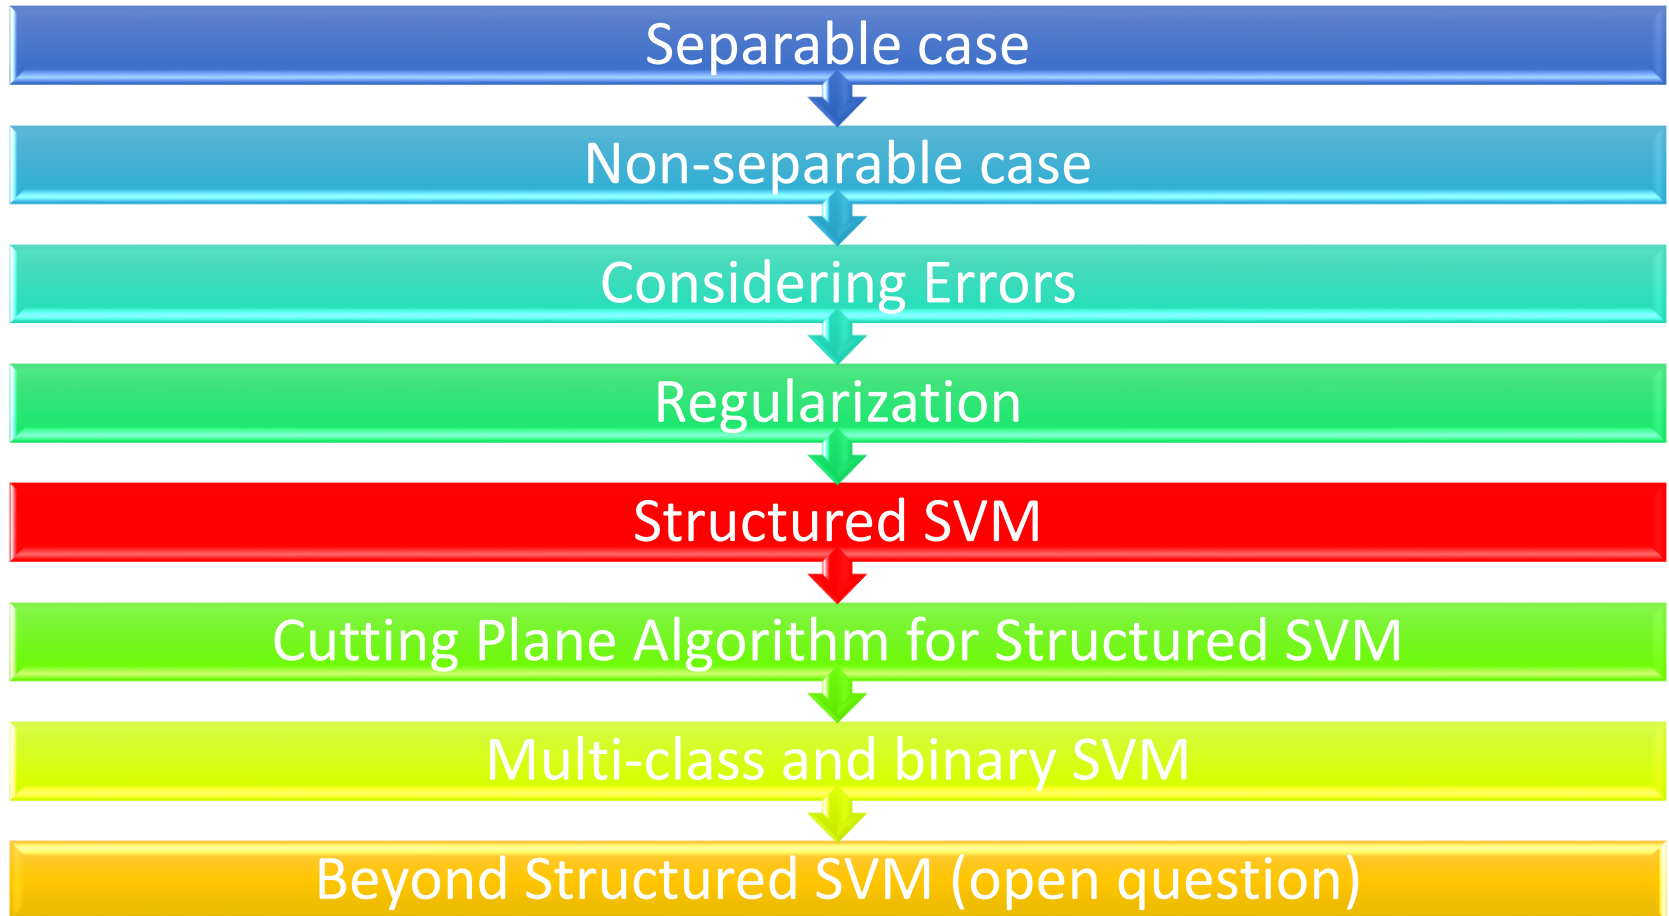 Separable case
Non-separable case
Considering Errors
Regularization
Structured SVM
Cutting Plane Algorithm for Structured SVM
Multi-class and binary SVM
Beyond Structured SVM (open question)